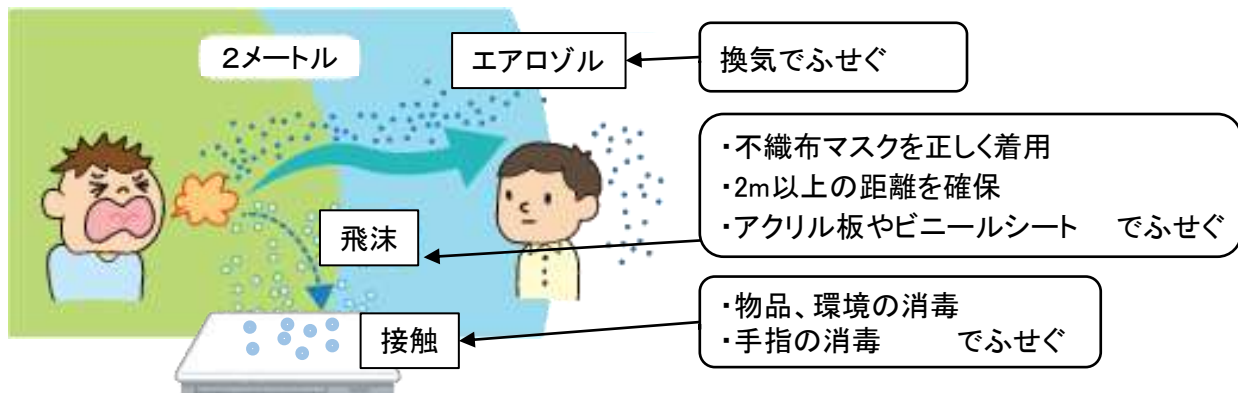 2メートル
エアロゾル
換気でふせぐ
・不織布マスクを正しく着用
・2m以上の距離を確保
・アクリル板やビニールシート　でふせぐ
飛沫
・物品、環境の消毒
・手指の消毒　でふせぐ
接触